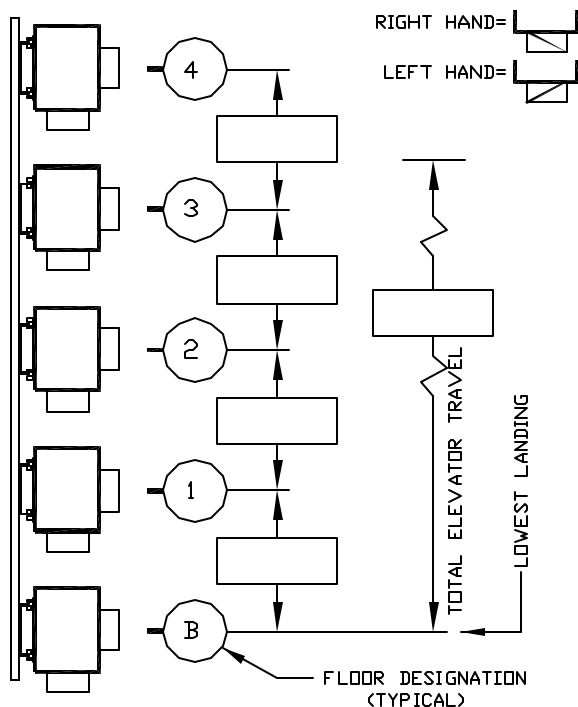 RIGHT HAND=
LEFT HAND=
4
3
2
1
B
TOTAL ELEVATOR TRAVEL
LOWEST LANDING
FLOOR DESIGNATION
(TYPICAL)